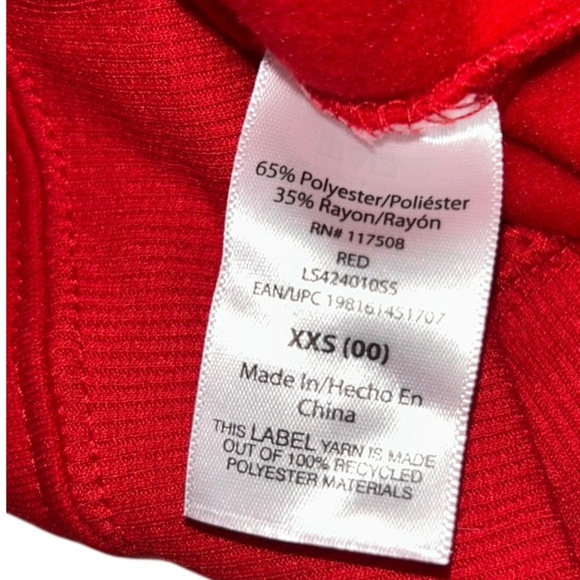 65% Polyester/Poliéster
35% Rayon/Rayón
RN# 117508
RED
LS424010SS
EAN/UPC 198161451707
XXS (00)
Made In/Hecho En
China
THIS LABEL YARN IS MADE
OUT OF 100% RECYCLED
POLYESTER MATERIALS